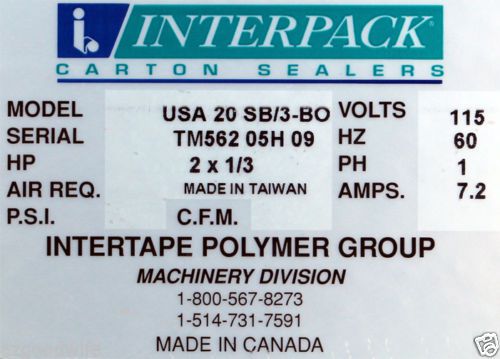 i. INTERPACK
CARTON SEALERS
MODEL USA 20 SB/3-BO VOLTS 115
SERIAL TM562 05H 09 HZ 60
HP 2 x 1/3 PH 1
AIR REQ. MADE IN TAIWAN AMPS. 7.2
P.S.I. C.F.M.
INTERTAPE POLYMER GROUP
MACHINERY DIVISION
1-800-567-8273
1-514-731-7591
MADE IN CANADA